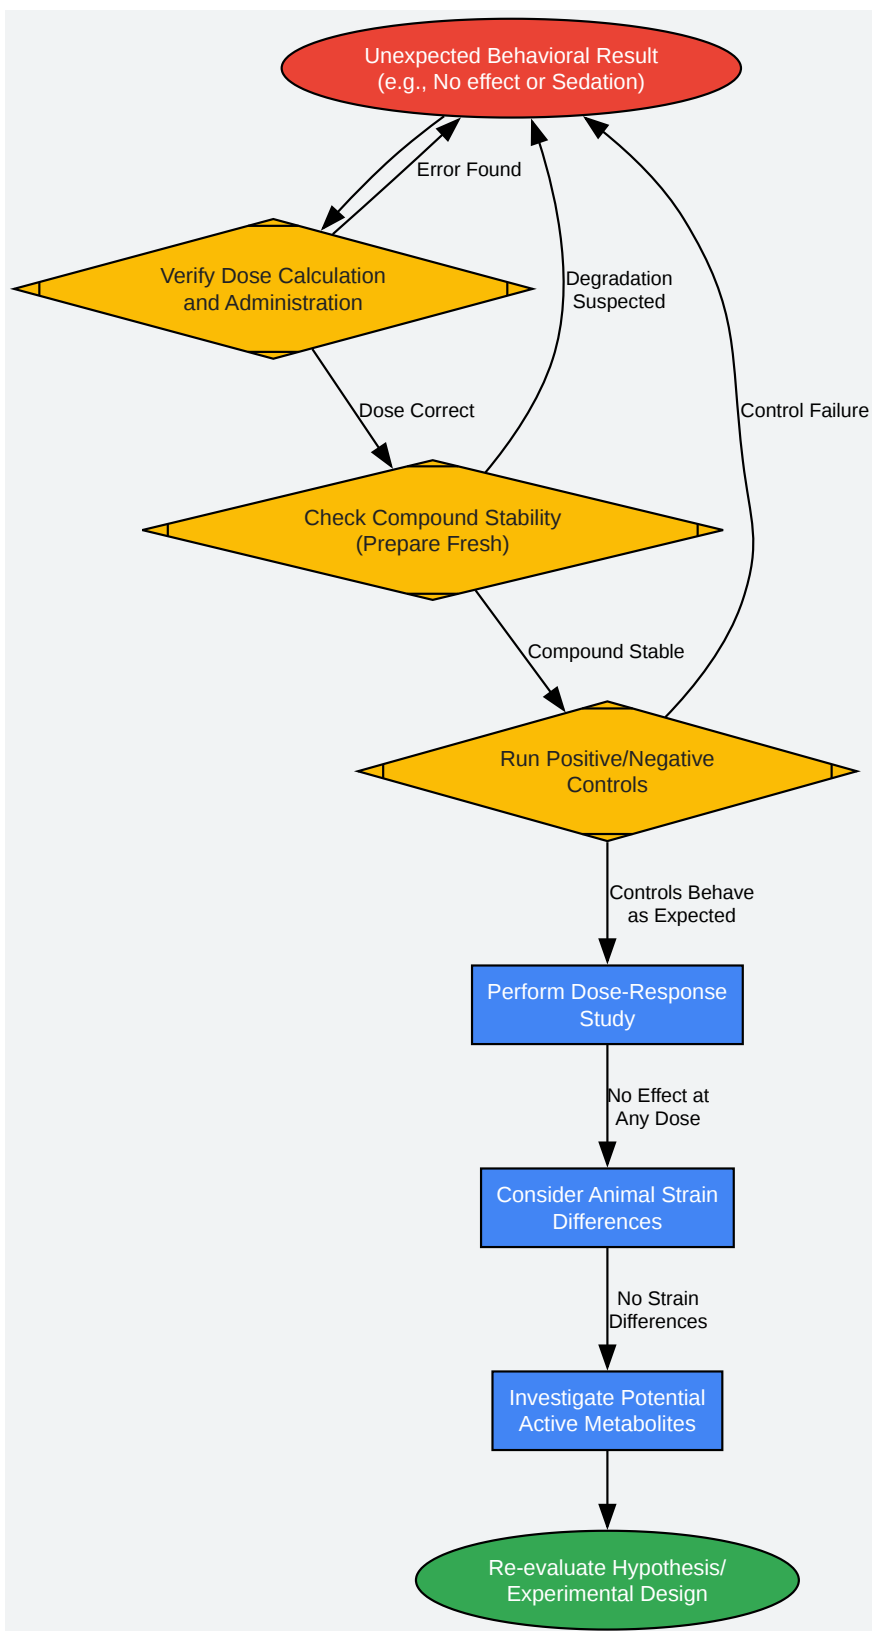 Unexpected Behavioral Result
(e.g., No effect or Sedation)
Error Found
Verify Dose Calculation
and Administration
Degradation
Suspected
Dose Correct
Control Failure
Check Compound Stability
(Prepare Fresh)
Compound Stable
Run Positive/Negative
Controls
Controls Behave
as Expected
Perform Dose-Response
Study
No Effect at
Any Dose
Consider Animal Strain
Differences
No Strain
Differences
Investigate Potential
Active Metabolites
Re-evaluate Hypothesis/
Experimental Design